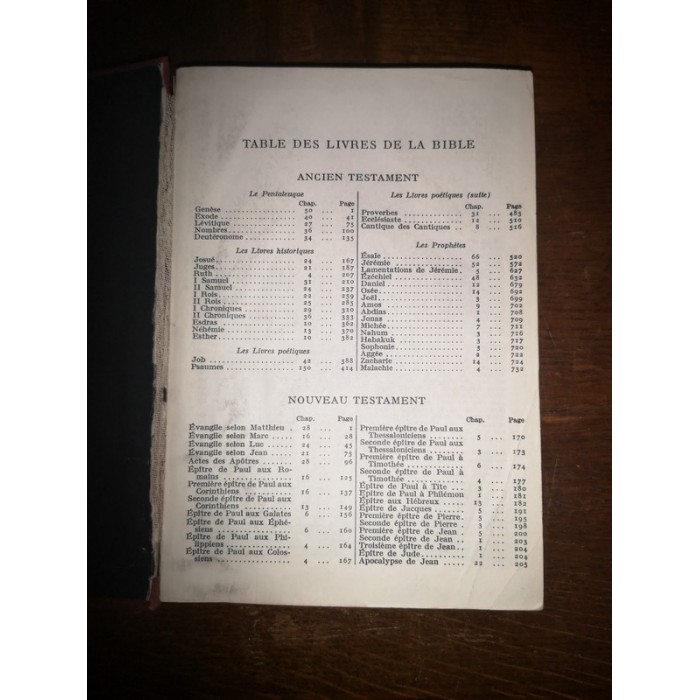 TABLE DES LIVRES DE LA BIBLE
ANCIEN TESTAMENT
Le Pentateuque
Chap. Page
Genèse 50 ... 1
Exode 40 ... 41
Lévitique 27 ... 73
Nombres 36 ... 100
Deutéronome 34 ... 135
Les Livres historiques
Josué 24 ... 167
Juges 21 ... 187
Ruth 4 ... 207
I Samuel 31 ... 210
II Samuel 24 ... 237
I Rois 22 ... 259
II Rois 25 ... 285
I Chroniques 29 ... 310
II Chroniques 36 ... 333
Esdras 10 ... 362
Néhémie 13 ... 370
Esther 10 ... 382
Les Livres poétiques
Job 42 ... 388
Psaumes 150 ... 414
Les Livres poétiques (suite)
Chap. Page
Proverbes 31 ... 483
Ecclésiaste 12 ... 510
Cantique des Cantiques .. 8 ... 516
Les Prophètes
Ésaïe 66 ... 520
Jérémie 52 ... 572
Lamentations de Jérémie. 5 ... 627
Ézéchiel 48 ... 632
Daniel 12 ... 679
Osée 14 ... 692
Joël 3 ... 699
Amos 9 ... 702
Abdias 1 ... 708
Jonas 4 ... 709
Michée 7 ... 711
Nahum 3 ... 716
Habakuk 3 ... 717
Sophonie 3 ... 720
Aggée 2 ... 722
Zacharie 14 ... 724
Malachie 4 ... 732
NOUVEAU TESTAMENT
Chap. Page
Évangile selon Matthieu . 28 ... 1
Évangile selon Marc ..... 16 ... 28
Évangile selon Luc ...... 24 ... 45
Évangile selon Jean ..... 21 ... 75
Actes des Apôtres ....... 28 ... 96
Épître de Paul aux Ro-
mains 16 ... 123
Première épître de Paul aux
Corinthiens 16 ... 137
Seconde épître de Paul aux
Corinthiens 13 ... 149
Épître de Paul aux Galates 6 ... 156
Épître de Paul aux Éphé-
siens 6 ... 160
Épître de Paul aux Phi-
lippiens 4 ... 164
Épître de Paul aux Colos-
siens 4 ... 167
Chap. Page
Première épître de Paul aux
Thessaloniciens ........ 5 ... 170
Seconde épître de Paul aux
Thessaloniciens ........ 3 ... 173
Première épître de Paul à
Timothée 6 ... 174
Seconde épître de Paul à
Timothée 4 ... 177
Épître de Paul à Tite .... 3 ... 180
Épître de Paul à Philémon 1 ... 181
Épître aux Hébreux 13 ... 182
Épître de Jacques 5 ... 191
Première épître de Pierre . 5 ... 195
Seconde épître de Pierre . 3 ... 198
Première épître de Jean .. 5 ... 200
Seconde épître de Jean .. 1 ... 203
Troisième épître de Jean.. 1 ... 204
Épître de Jude 1 ... 204
Apocalypse de Jean 22 ... 205